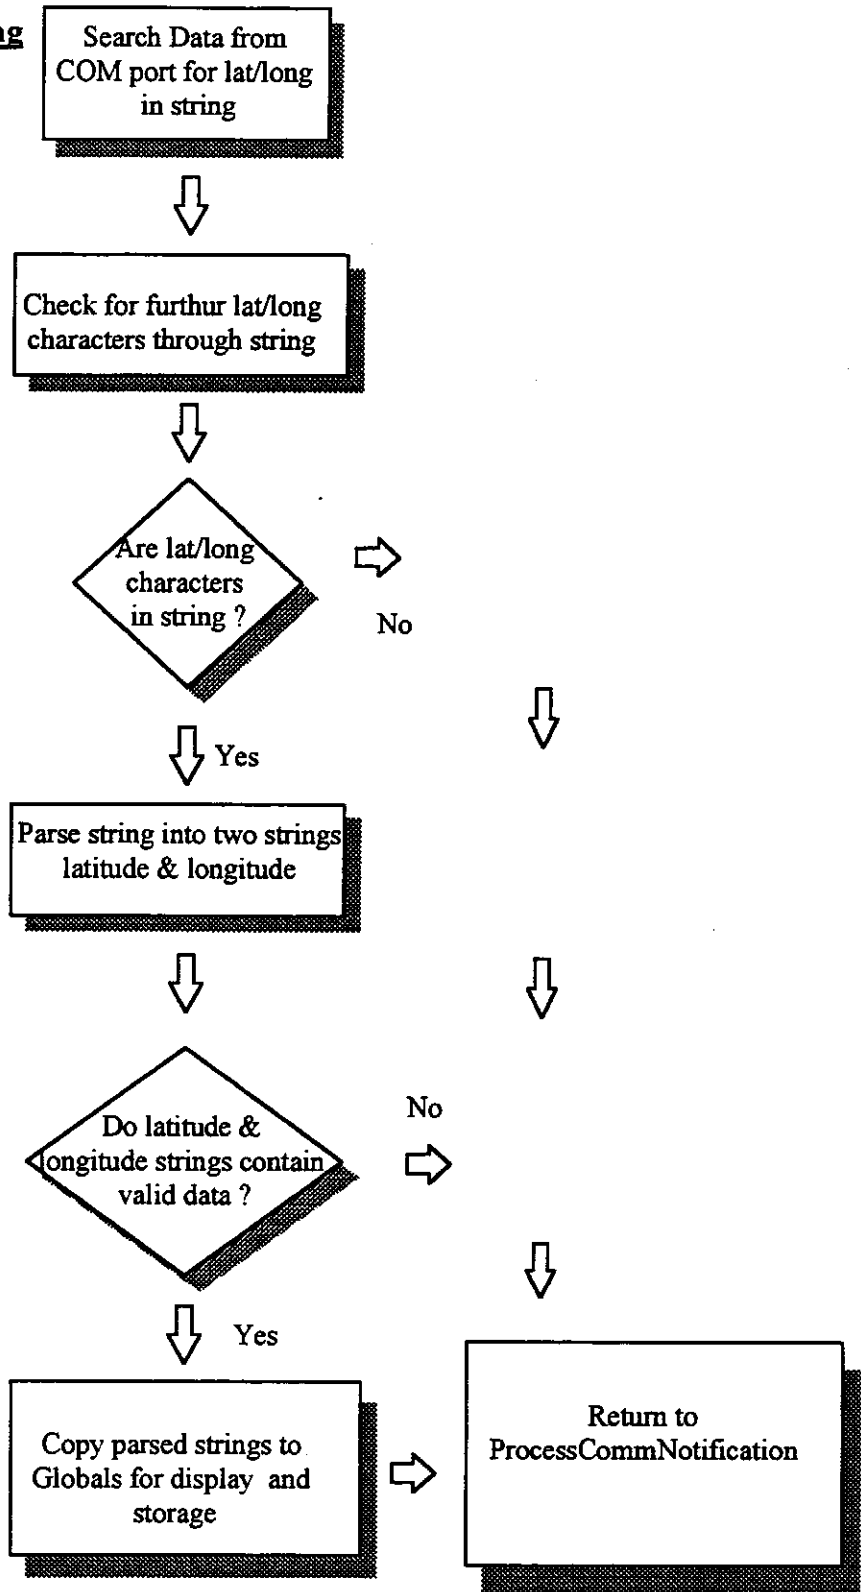 Search Data from
COM port for lat/long
in string
Check for furthur lat/long
characters through string
Are lat/long
characters
in string ?
No
Yes
Parse string into two strings
latitude & longitude
Do latitude &
longitude strings contain
valid data ?
No
Yes
Copy parsed strings to
Globals for display and
storage
Return to
ProcessCommNotification